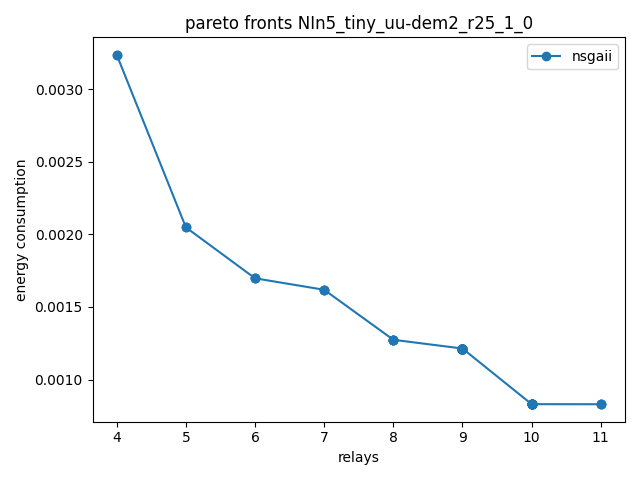 pareto fronts NIn5_tiny_uu-dem2_r25_1_0
nsgaii
0.0030
0.0025
0.0020
0.0015
0.0010
energy consumption
4 5 6 7 8 9 10 11
relays